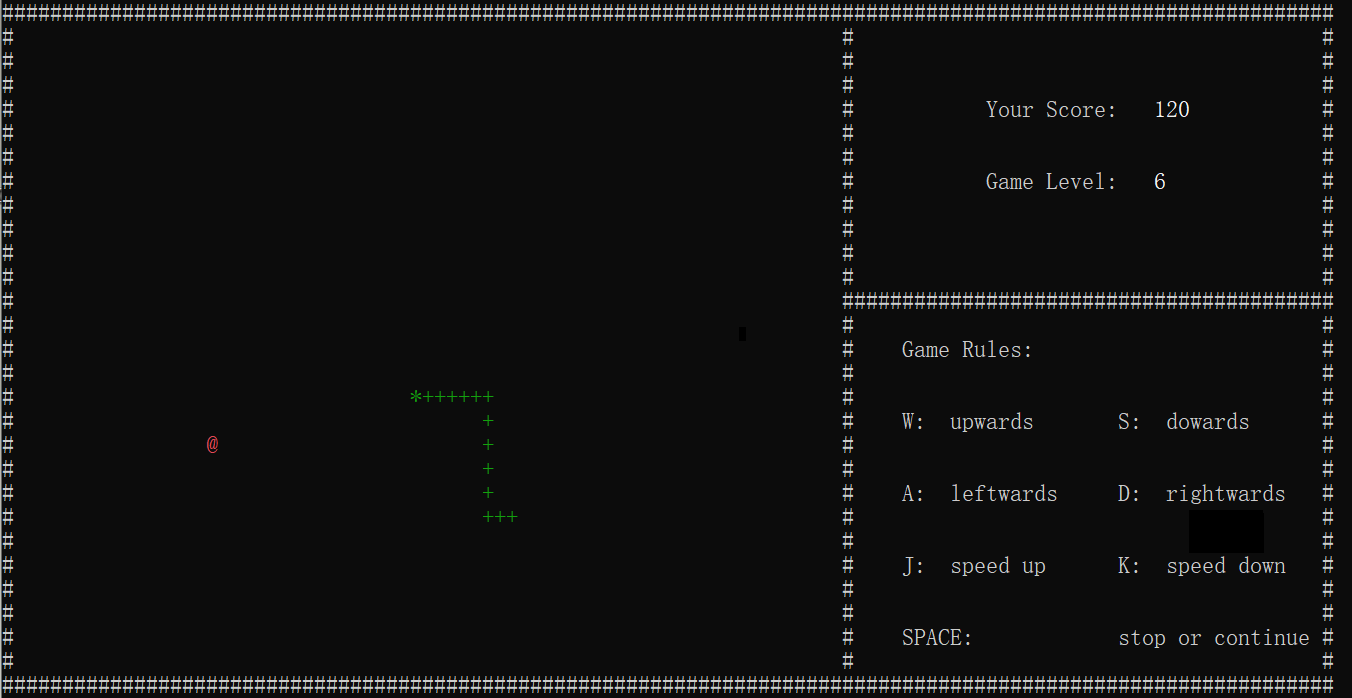 Your Score: 120
Game Level: 6
Game Rules:
W: upwards S: dowards
A: leftwards D: rightwards
J: speed up K: speed down
SPACE: stop or continue
*++++++
+
+
@ +
+
+
+++